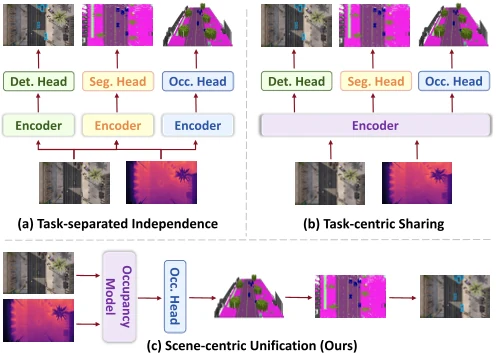 Det. Head Seg. Head Occ. Head
Encoder Encoder Encoder
(a) Task-separated Independence
Det. Head Seg. Head Occ. Head
Encoder
(b) Task-centric Sharing
Occupancy
Model
Occ. Head
(c) Scene-centric Unification (Ours)